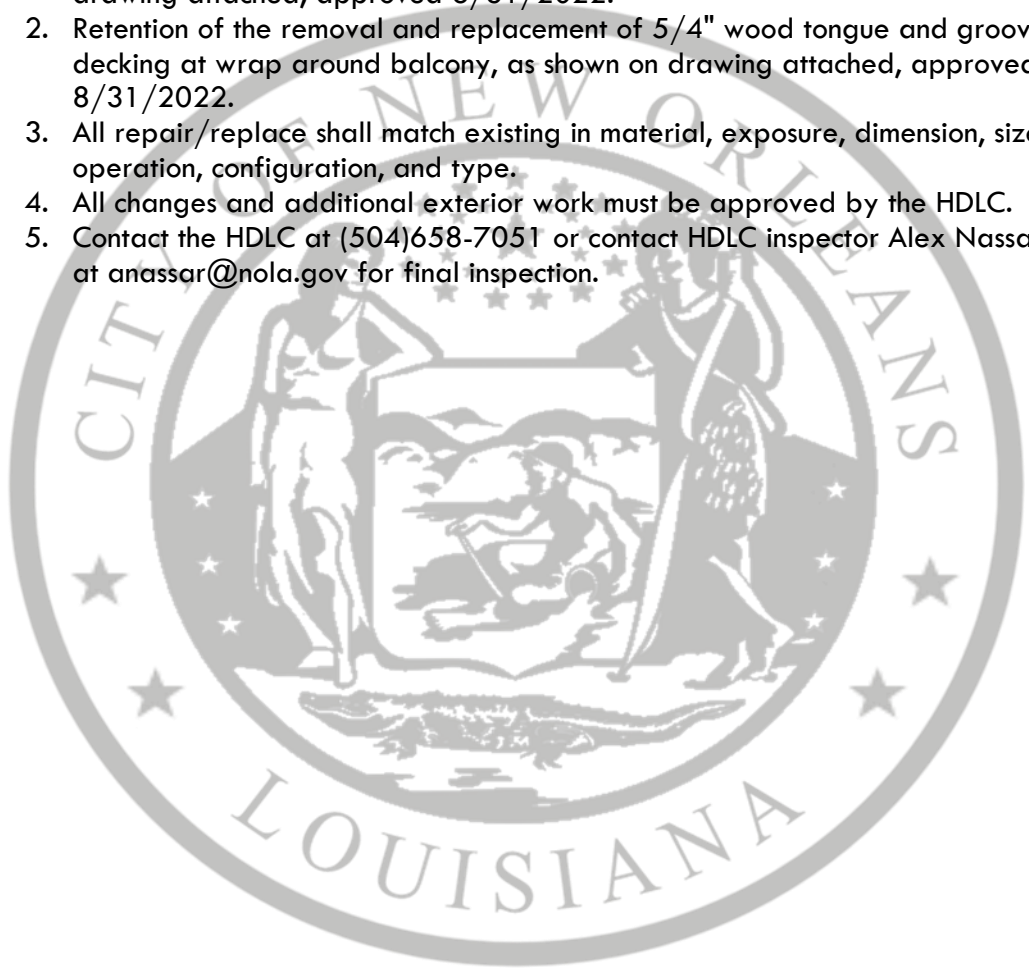 drawing attached, approved 8/31/2022.
2. Retention of the removal and replacement of 5/4" wood tongue and groov
decking at wrap around balcony, as shown on drawing attached, approved
8/31/2022.
3. All repair/replace shall match existing in material, exposure, dimension, size
operation, configuration, and type.
4. All changes and additional exterior work must be approved by the HDLC.
5. Contact the HDLC at (504)658-7051 or contact HDLC inspector Alex Nassa
at anassar@nola.gov for final inspection.
CITY OF NEW ORLEANS
LOUISIANA